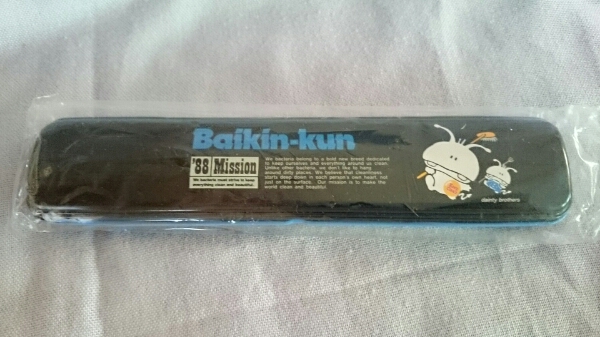 Baikin-kun
'88 Mission
We bacteria must strive to keep
everything clean and beautiful.
We bacteria belong to a bold new breed dedicated
to keep ourselves and everything around us clean.
Unlike other bacteria, we don't like to hang
around dirty places. We believe that cleanliness
starts deep down in each person's own heart, not
just on the surface. Our mission is to make the
world clean and beautiful.
dainty brothers